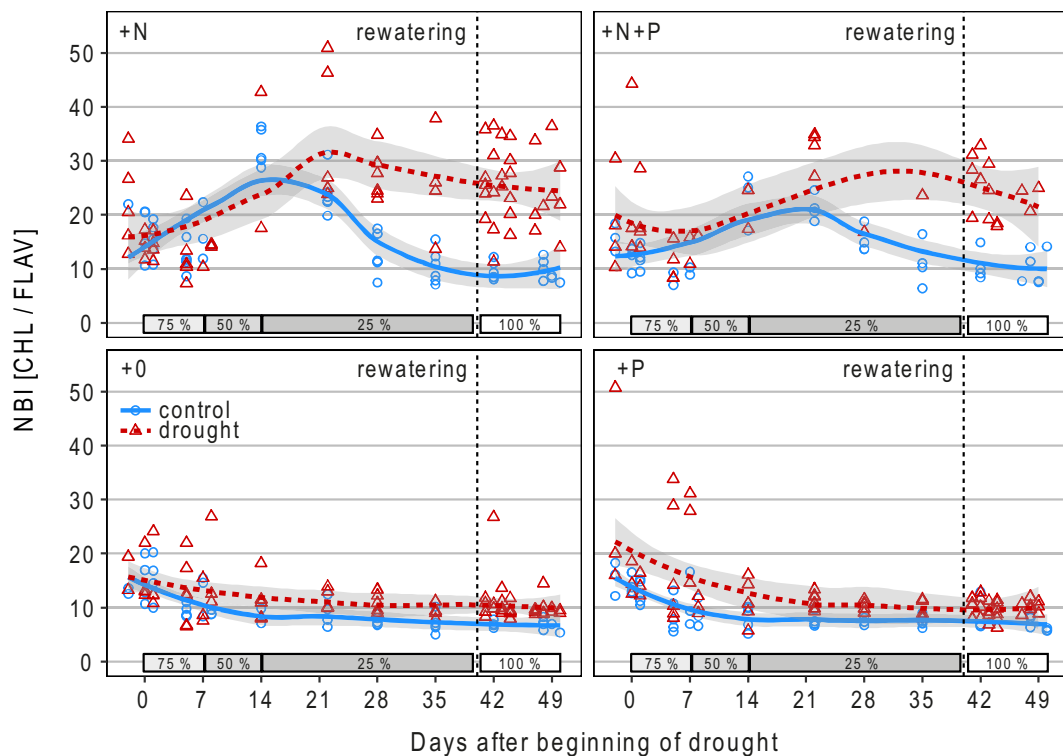 +N rewatering
+N+P rewatering
50
40
30
20
10
0
75 % 50 % 25 % 100 %
75 % 50 % 25 % 100 %
NBI [CHL / FLAV]
+0 rewatering
+P rewatering
control
drought
50
40
30
20
10
0
75 % 50 % 25 % 100 %
75 % 50 % 25 % 100 %
0 7 14 21 28 35 42 49
0 7 14 21 28 35 42 49
Days after beginning of drought